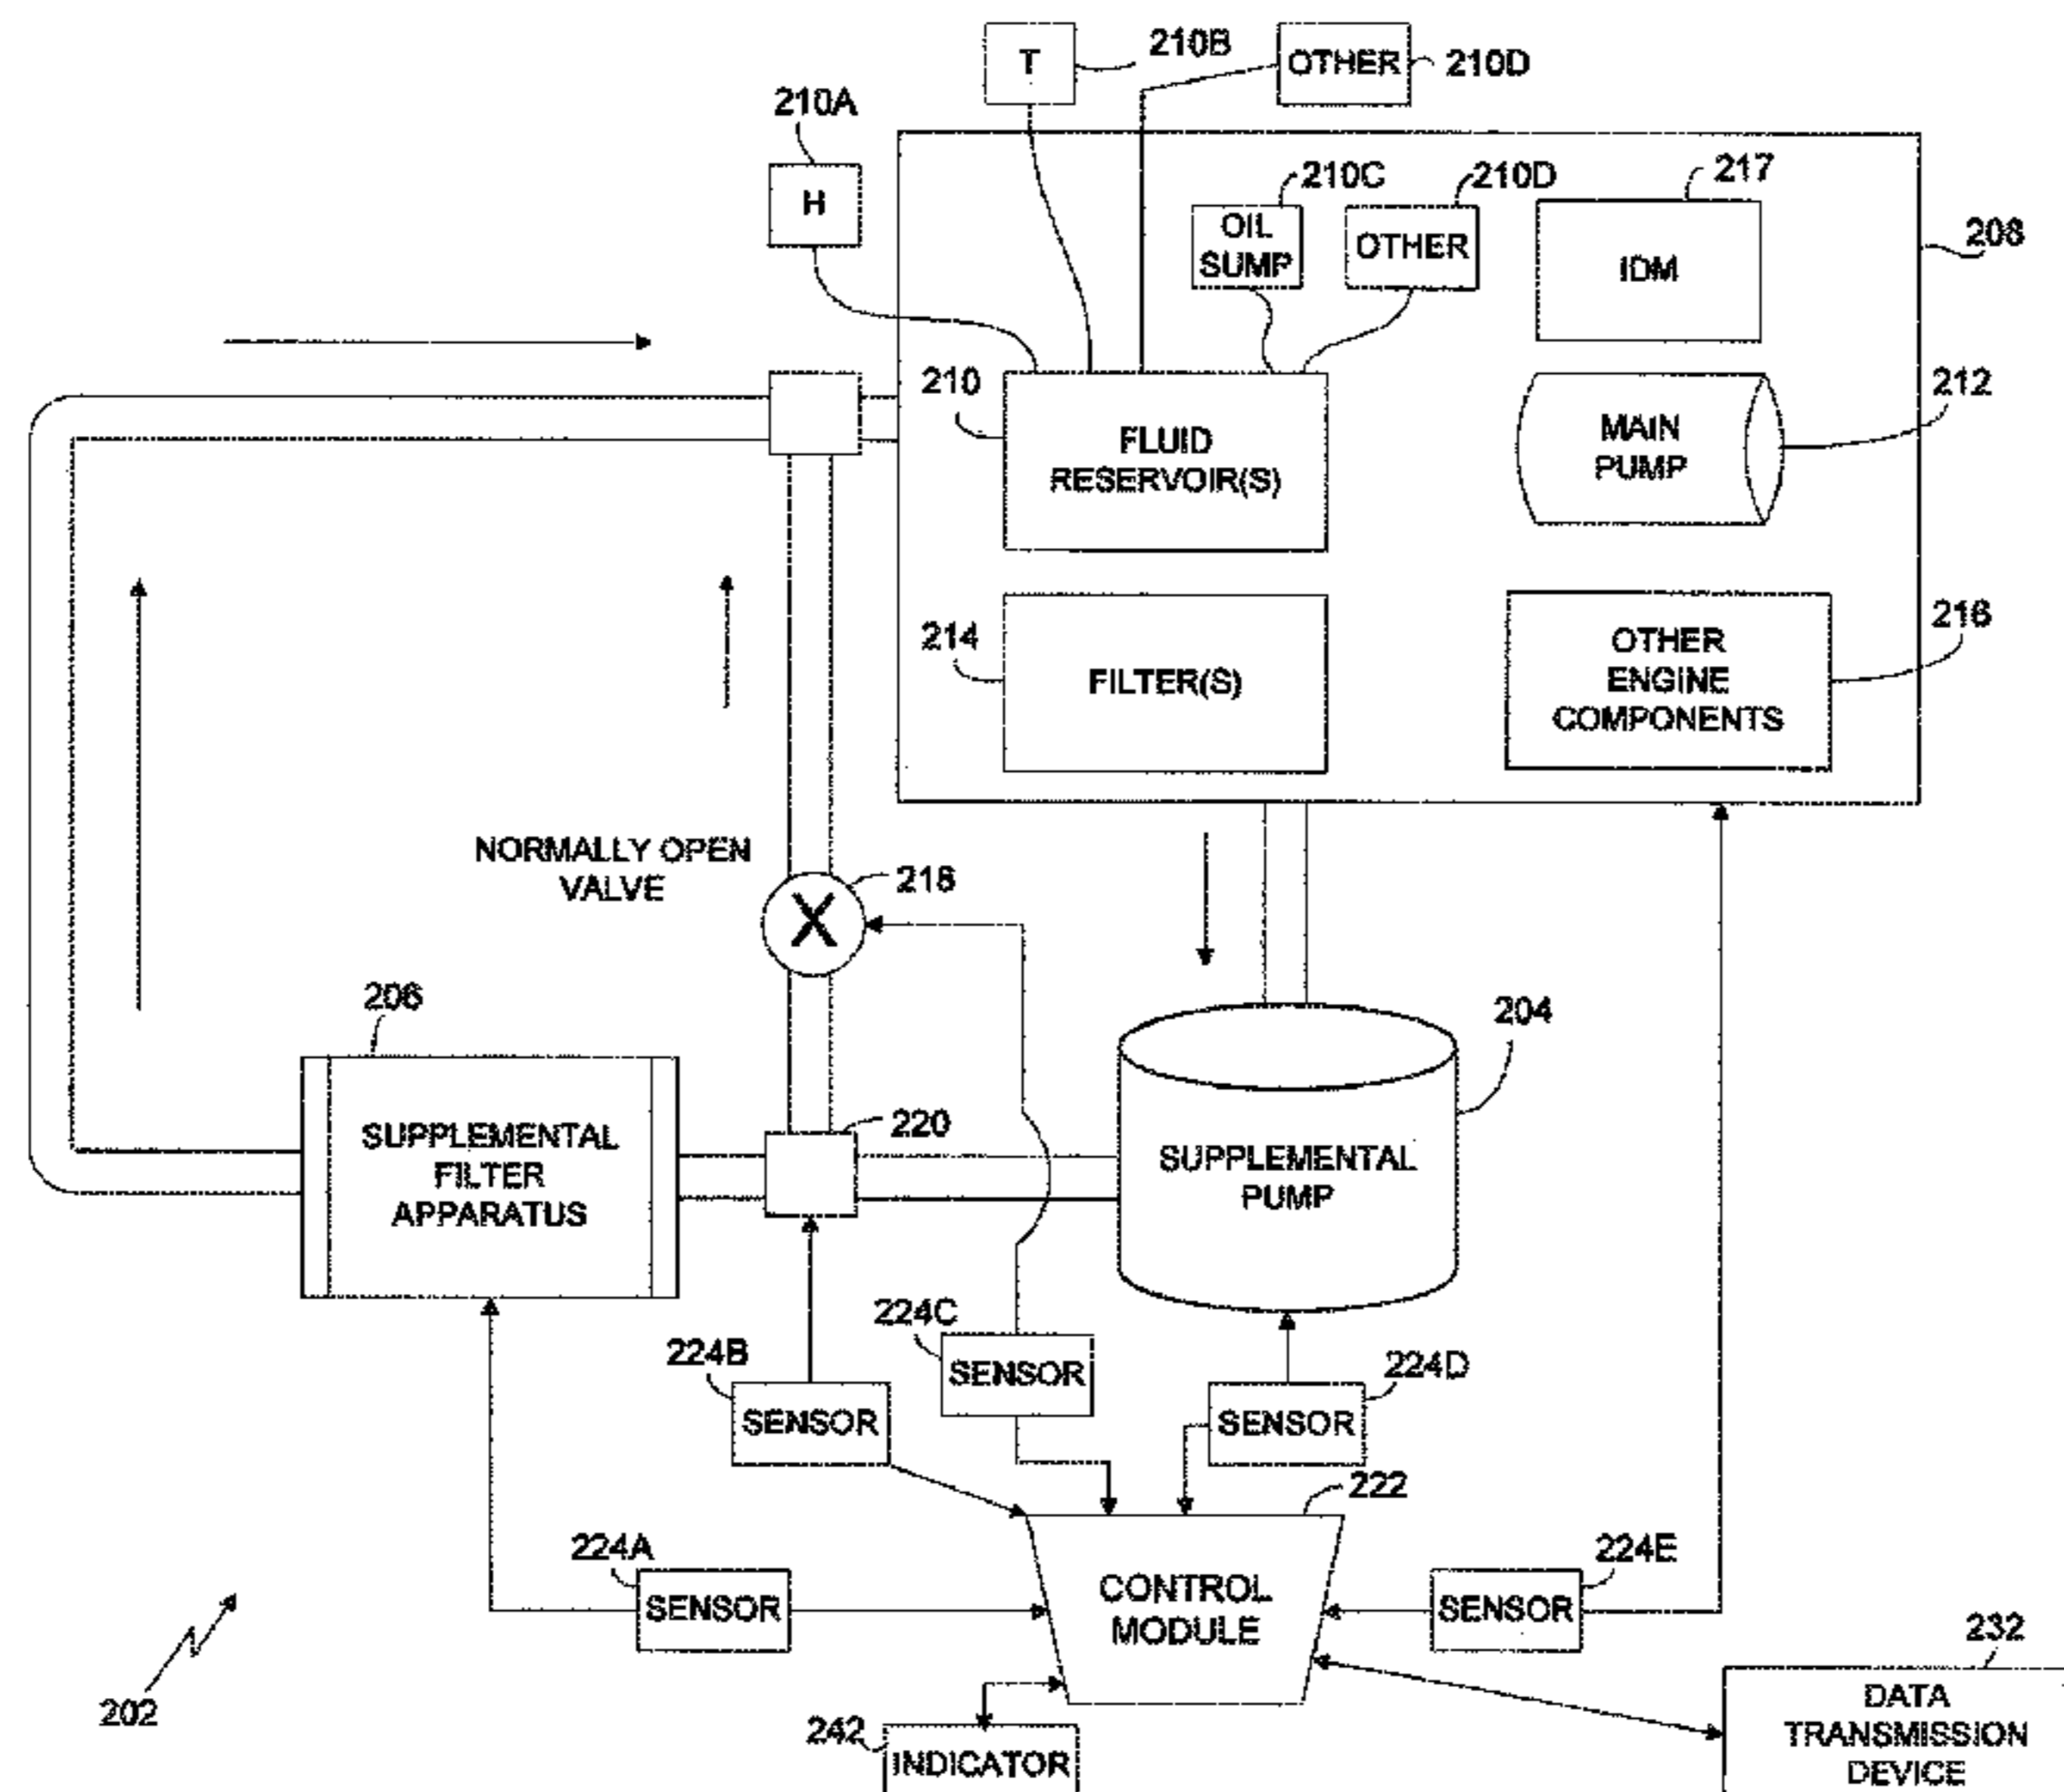 T
210B
OTHER
210D
210A
H
210C
OIL
SUMP
210D
OTHER
217
IDM
208
210
FLUID
RESERVOIR(S)
212
MAIN
PUMP
214
FILTER(S)
216
OTHER
ENGINE
COMPONENTS
NORMALLY OPEN
VALVE
218
206
SUPPLEMENTAL
FILTER
APPARATUS
220
204
SUPPLEMENTAL
PUMP
224C
SENSOR
224B
SENSOR
224D
SENSOR
222
CONTROL
MODULE
224A
SENSOR
224E
SENSOR
202
242
INDICATOR
232
DATA
TRANSMISSION
DEVICE